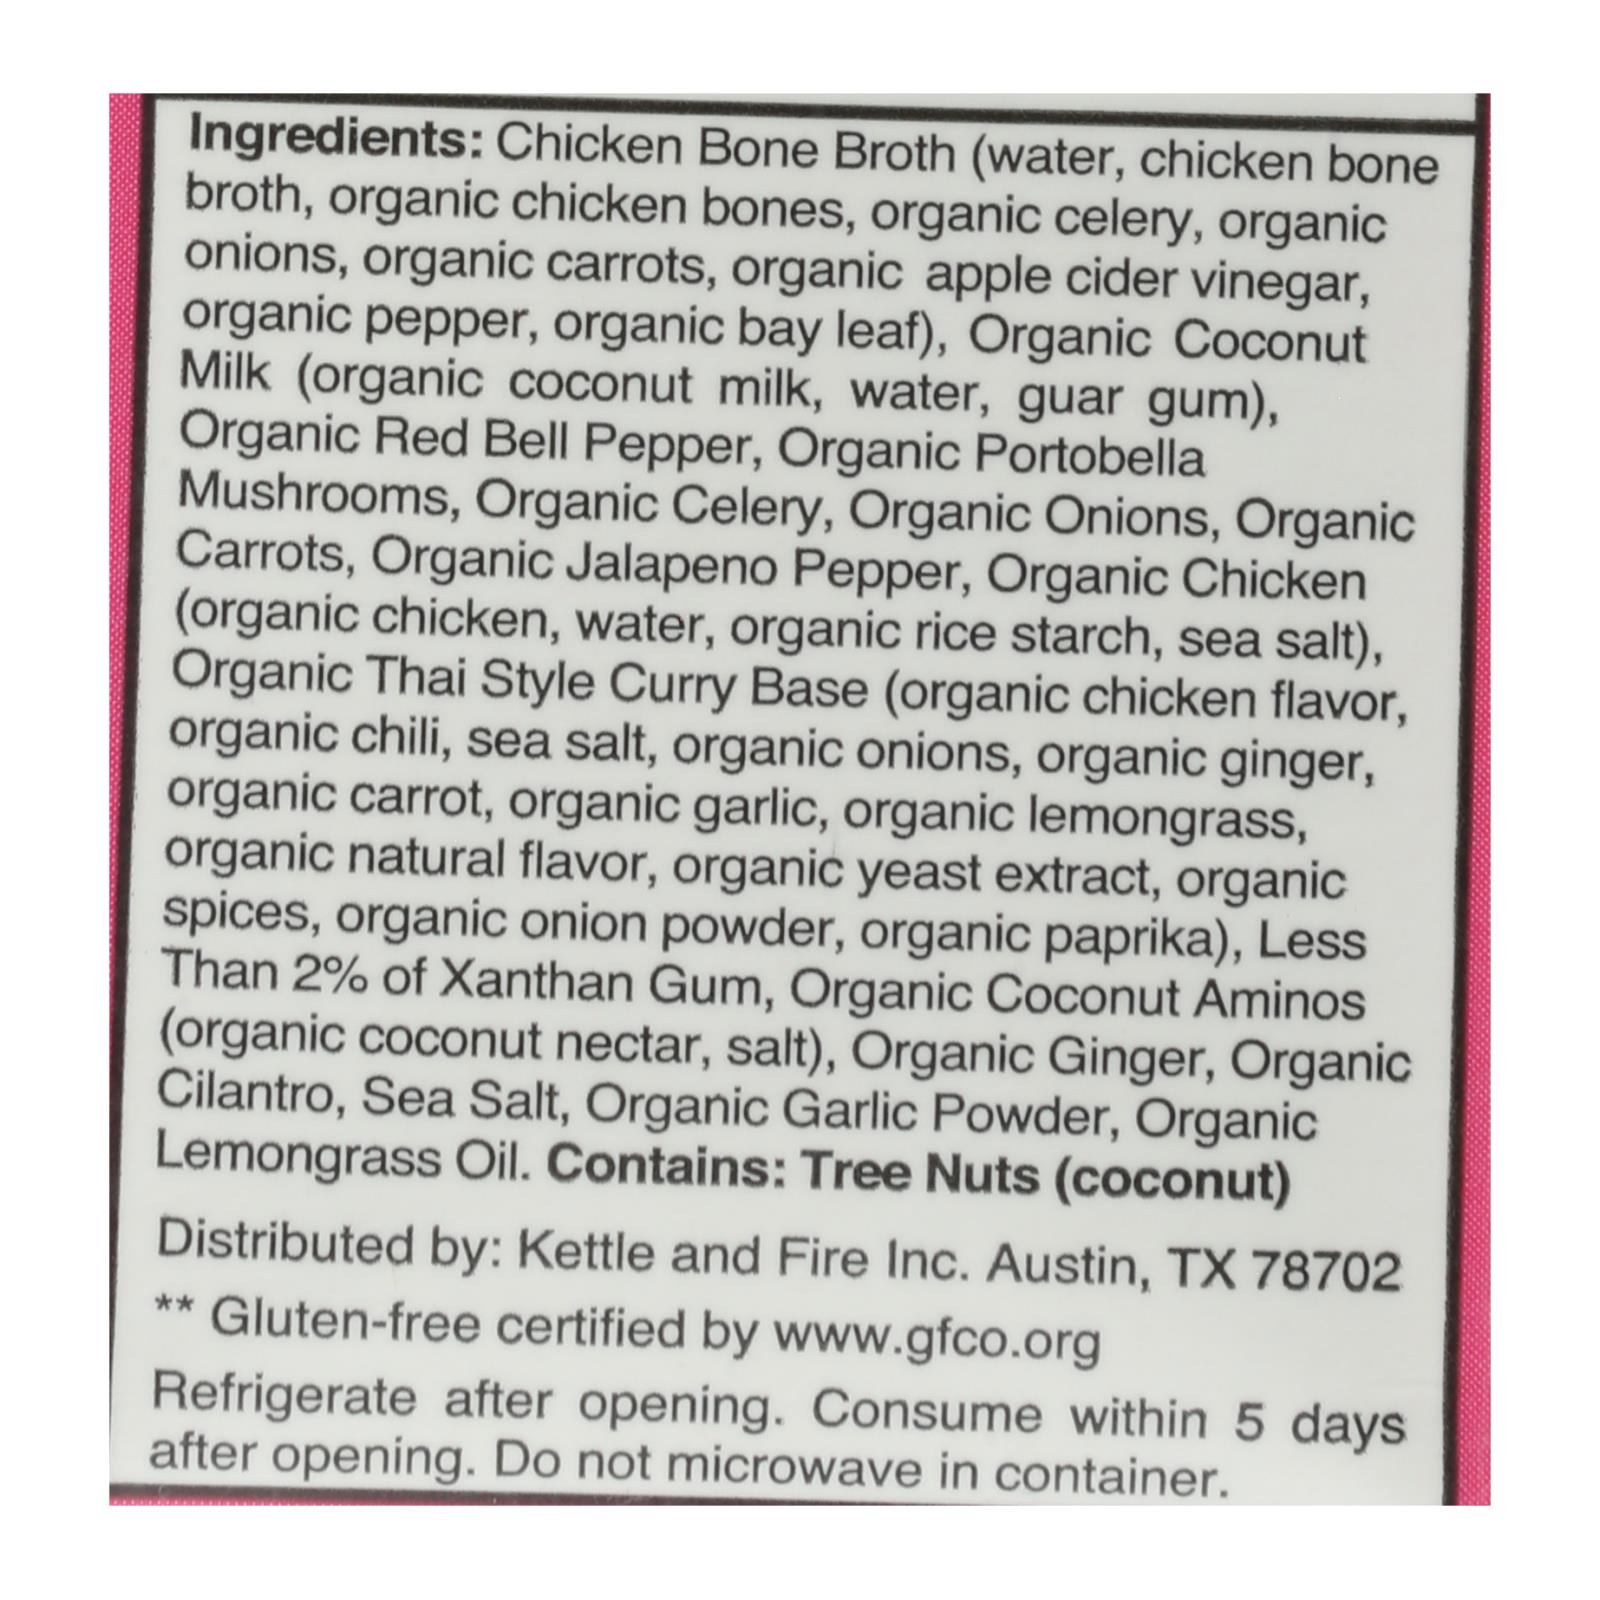 Ingredients: Chicken Bone Broth (water, chicken bone
broth, organic chicken bones, organic celery, organic
onions, organic carrots, organic apple cider vinegar,
organic pepper, organic bay leaf), Organic Coconut
Milk (organic coconut milk, water, guar gum),
Organic Red Bell Pepper, Organic Portobella
Mushrooms, Organic Celery, Organic Onions, Organic
Carrots, Organic Jalapeno Pepper, Organic Chicken
(organic chicken, water, organic rice starch, sea salt),
Organic Thai Style Curry Base (organic chicken flavor,
organic chili, sea salt, organic onions, organic ginger,
organic carrot, organic garlic, organic lemongrass,
organic natural flavor, organic yeast extract, organic
spices, organic onion powder, organic paprika), Less
Than 2% of Xanthan Gum, Organic Coconut Aminos
(organic coconut nectar, salt), Organic Ginger, Organic
Cilantro, Sea Salt, Organic Garlic Powder, Organic
Lemongrass Oil. Contains: Tree Nuts (coconut)
Distributed by: Kettle and Fire Inc. Austin, TX 78702
** Gluten-free certified by www.gfco.org
Refrigerate after opening. Consume within 5 days
after opening. Do not microwave in container.